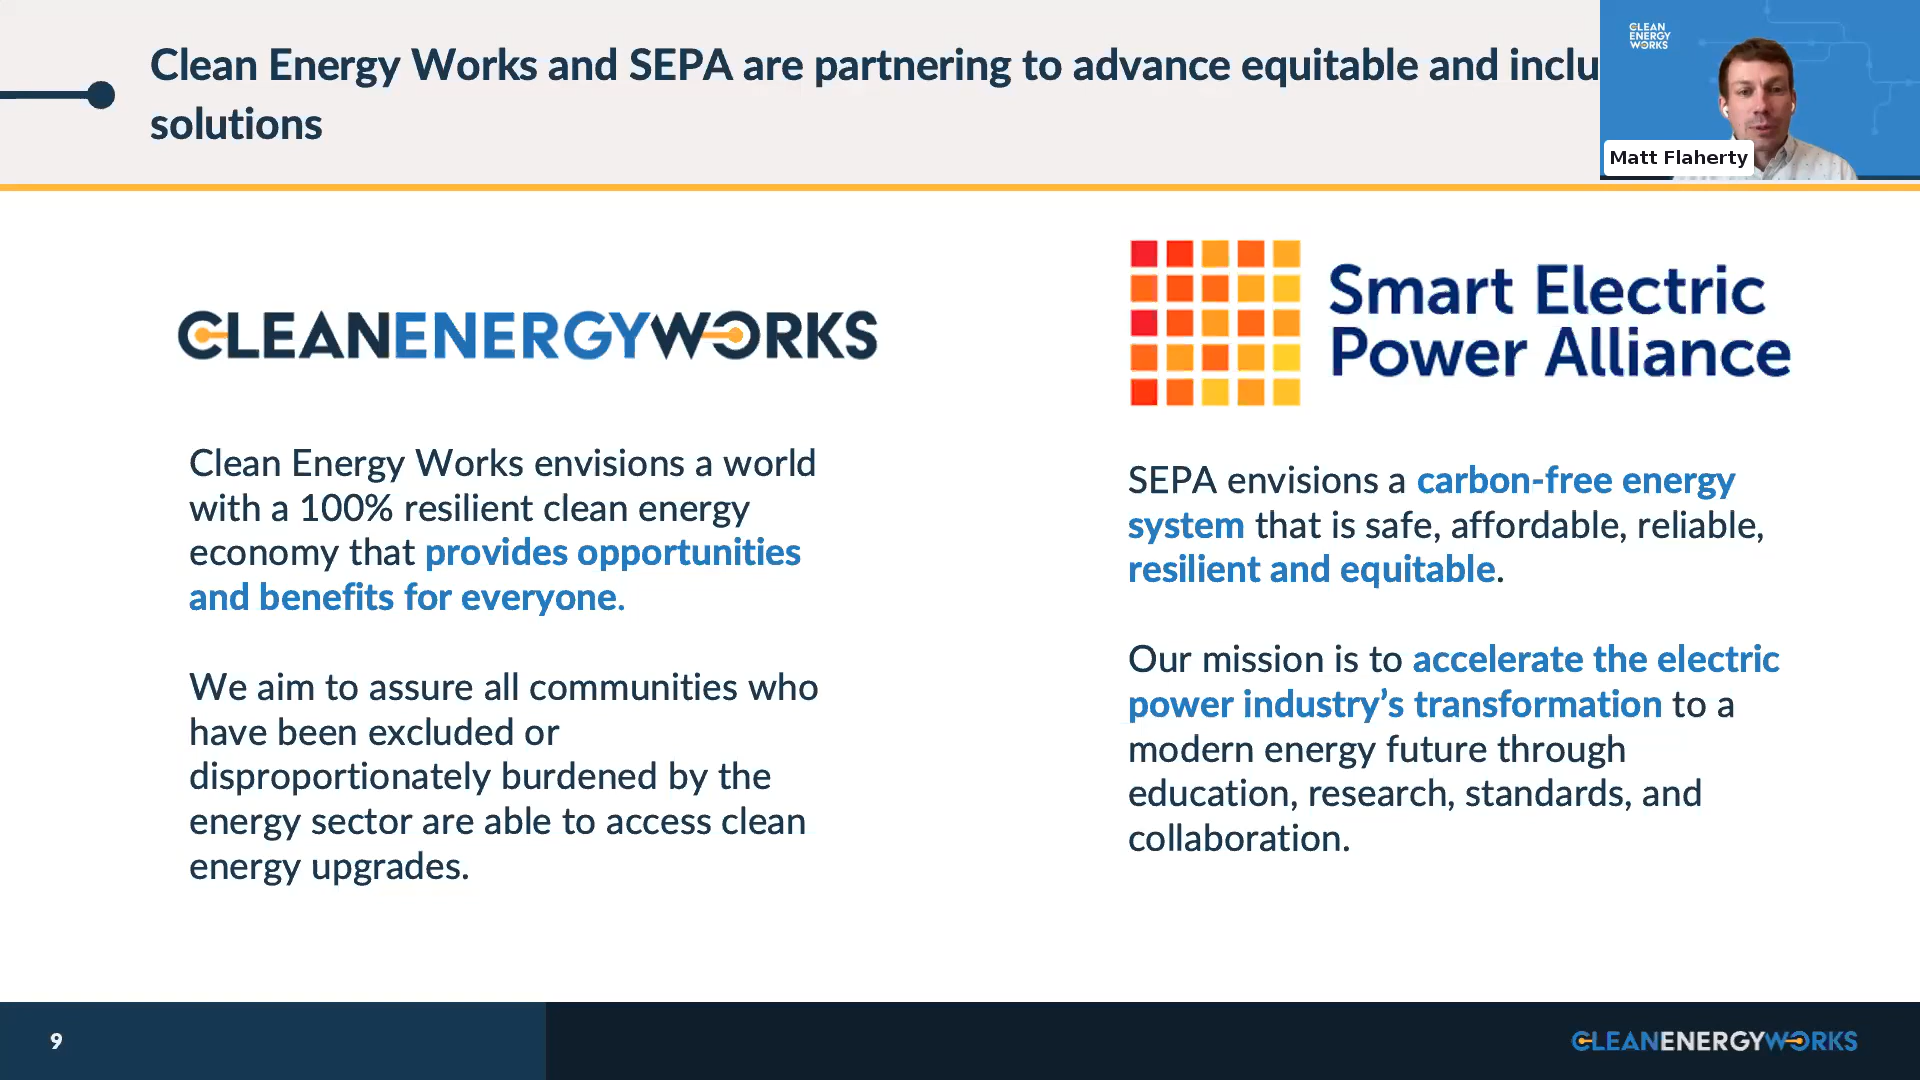 Clean Energy Works and SEPA are partnering to advance equitable and inclu
solutions
CLEAN
ENERGY
WORKS
Matt Flaherty
CLEANENERGYWORKS
Smart Electric
Power Alliance
Clean Energy Works envisions a world
with a 100% resilient clean energy
economy that provides opportunities
and benefits for everyone.
We aim to assure all communities who
have been excluded or
disproportionately burdened by the
energy sector are able to access clean
energy upgrades.
SEPA envisions a carbon-free energy
system that is safe, affordable, reliable,
resilient and equitable.
Our mission is to accelerate the electric
power industry’s transformation to a
modern energy future through
education, research, standards, and
collaboration.
9
CLEANENERGYWORKS